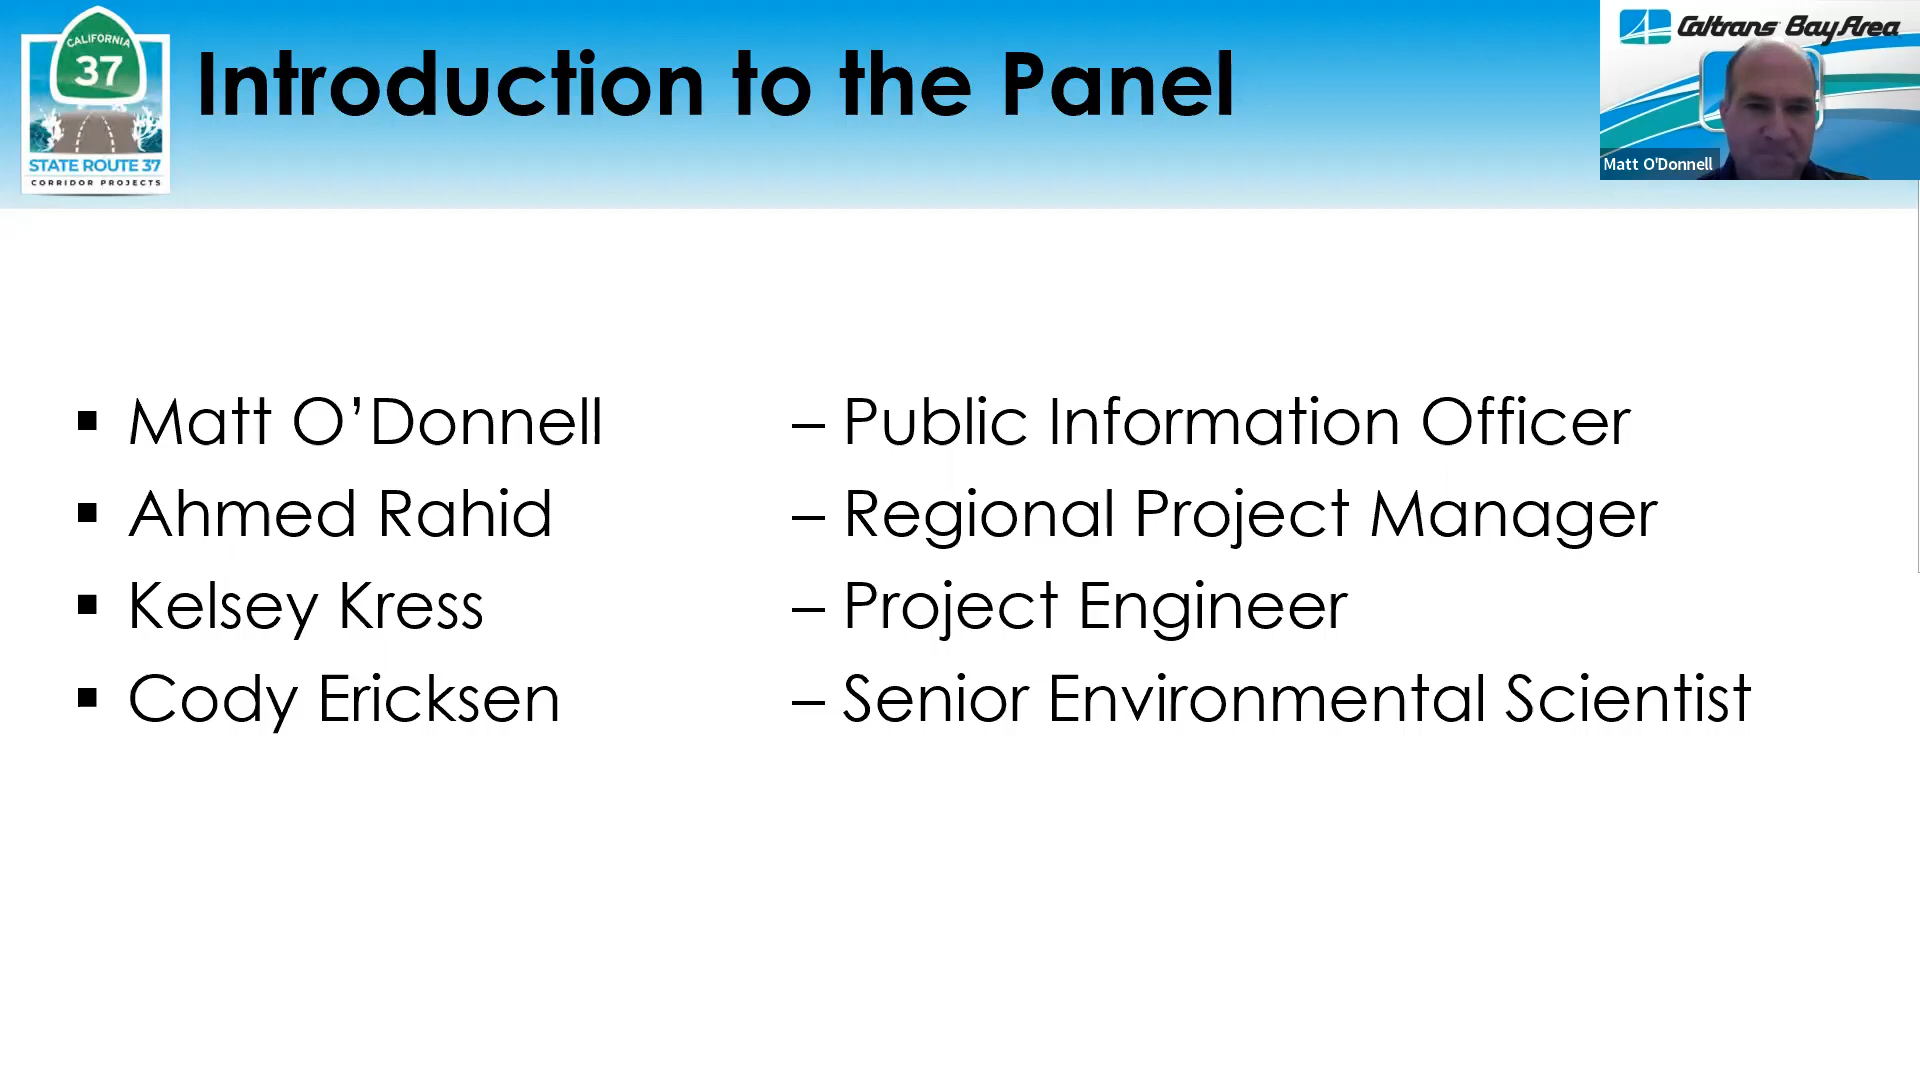 CALIFORNIA
37
STATE ROUTE 37
CORRIDOR PROJECTS
Introduction to the Panel
Caltrans Bay Area
Matt O'Donnell
▪ Matt O’Donnell – Public Information Officer
▪ Ahmed Rahid – Regional Project Manager
▪ Kelsey Kress – Project Engineer
▪ Cody Ericksen – Senior Environmental Scientist